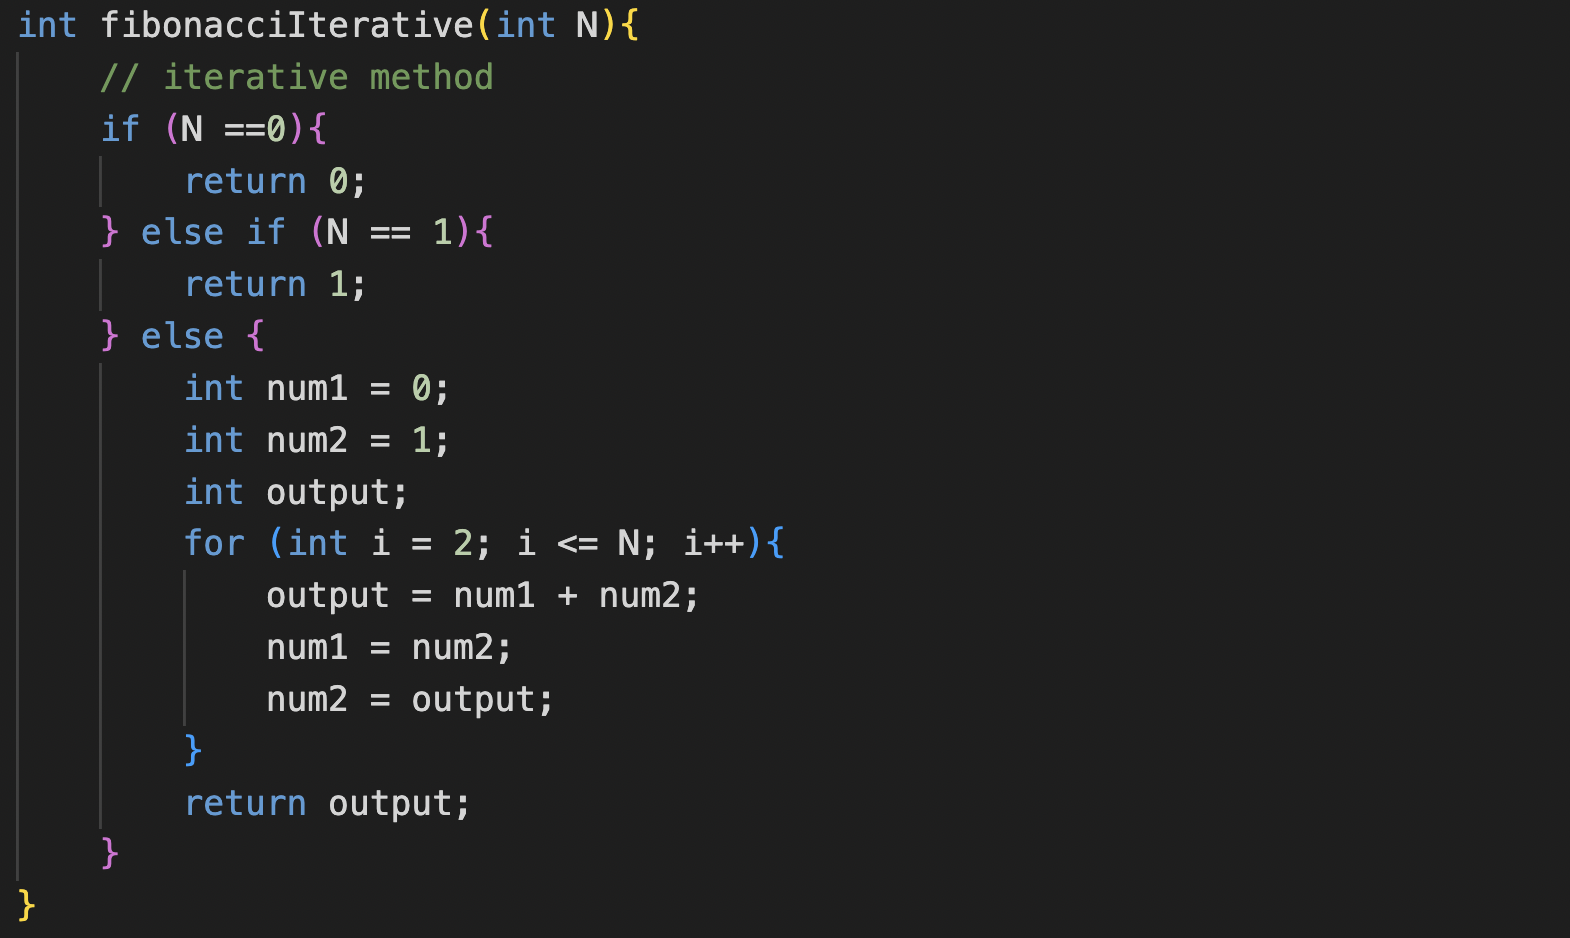 int fibonacciIterative(int N){
    // iterative method
    if (N ==0){
        return 0;
    } else if (N == 1){
        return 1;
    } else {
        int num1 = 0;
        int num2 = 1;
        int output;
        for (int i = 2; i <= N; i++){
            output = num1 + num2;
            num1 = num2;
            num2 = output;
        }
        return output;
    }
}